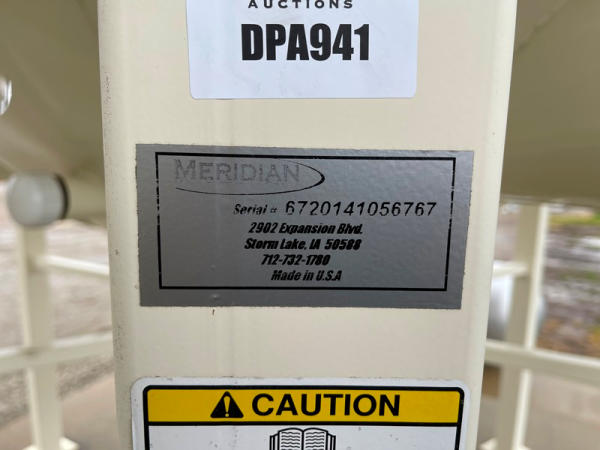 AUCTIONS
DPA941
MERIDIAN
Serial # 6720141056767
2902 Expansion Blvd.
Storm Lake, IA 50588
712-732-1780
Made in U.S.A
CAUTION